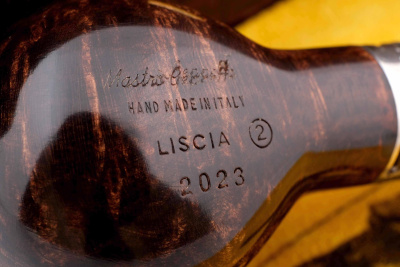 Mastro Geppetto
HAND MADE IN ITALY
LISCIA 2
2023